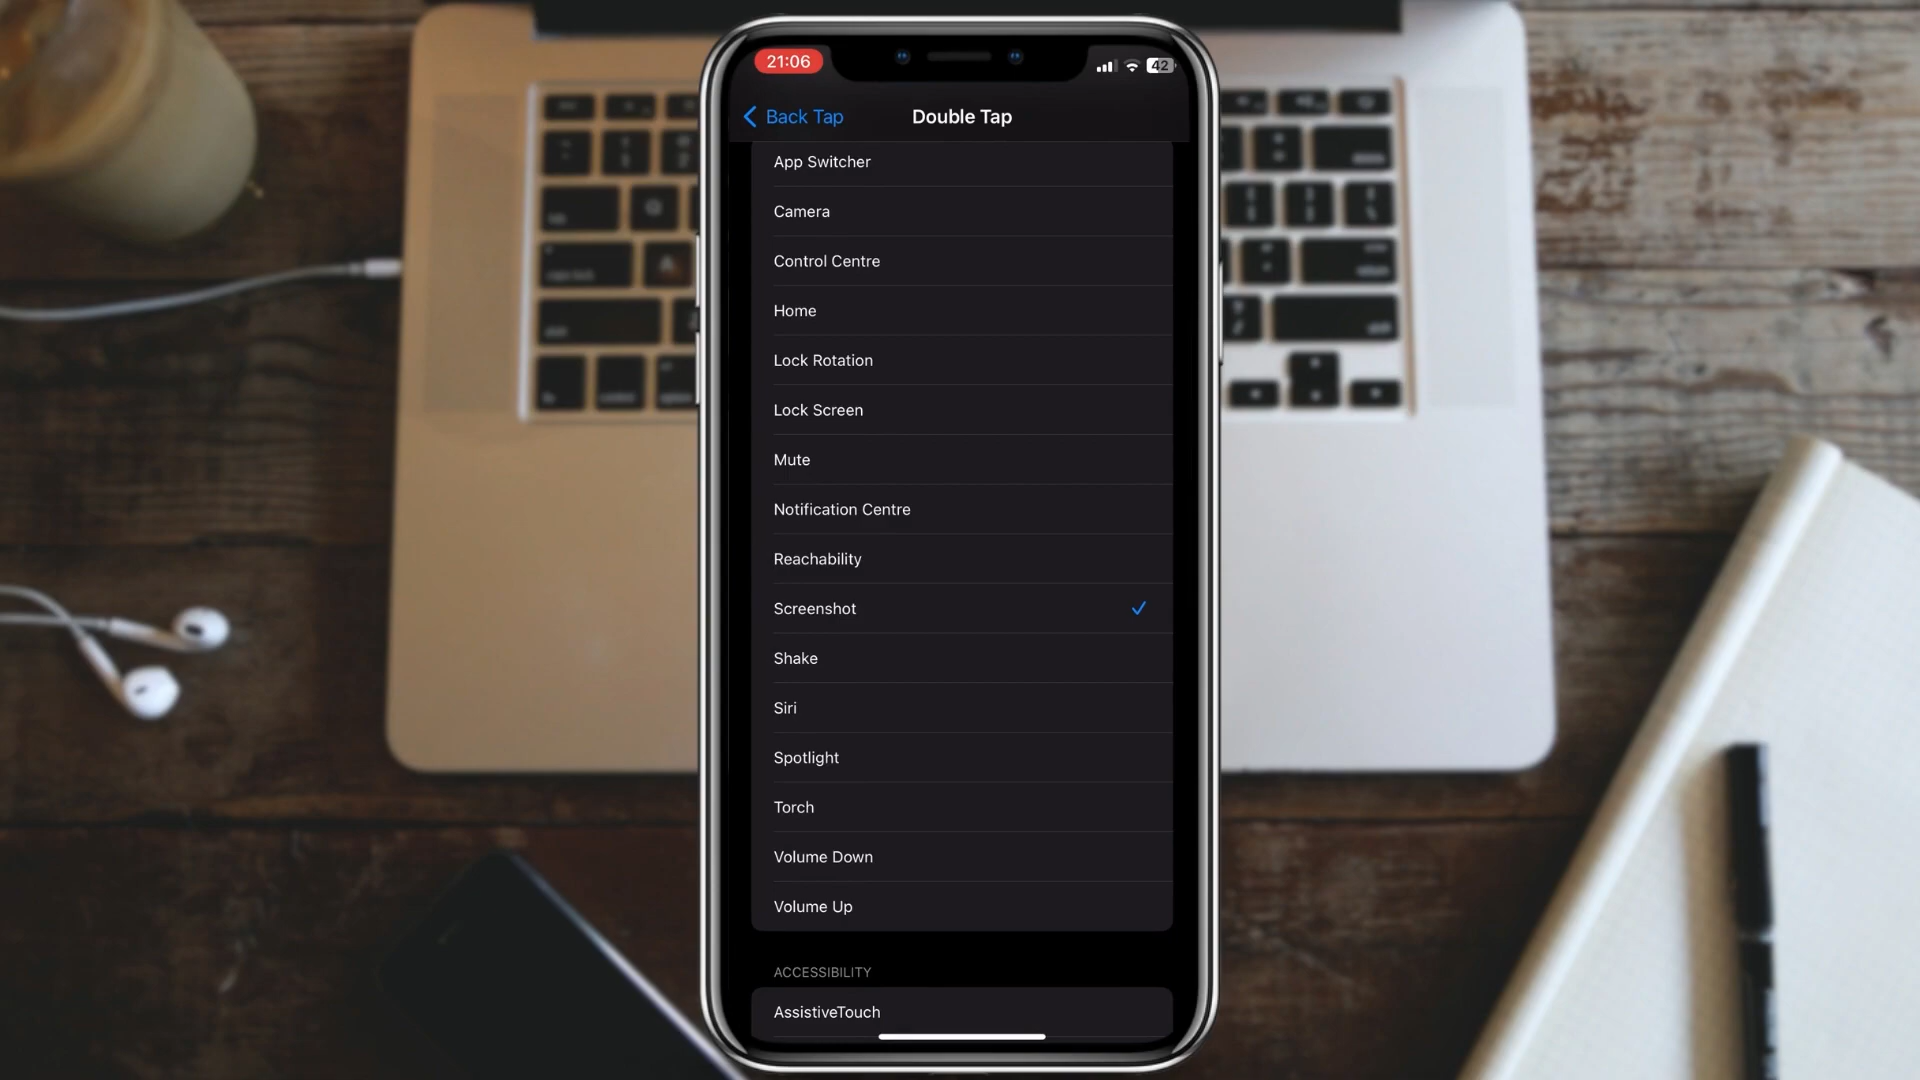 21:06
42
Back Tap
Double Tap
App Switcher
Camera
Control Centre
Home
Lock Rotation
Lock Screen
Mute
Notification Centre
Reachability
Screenshot
Shake
Siri
Spotlight
Torch
Volume Down
Volume Up
ACCESSIBILITY
AssistiveTouch